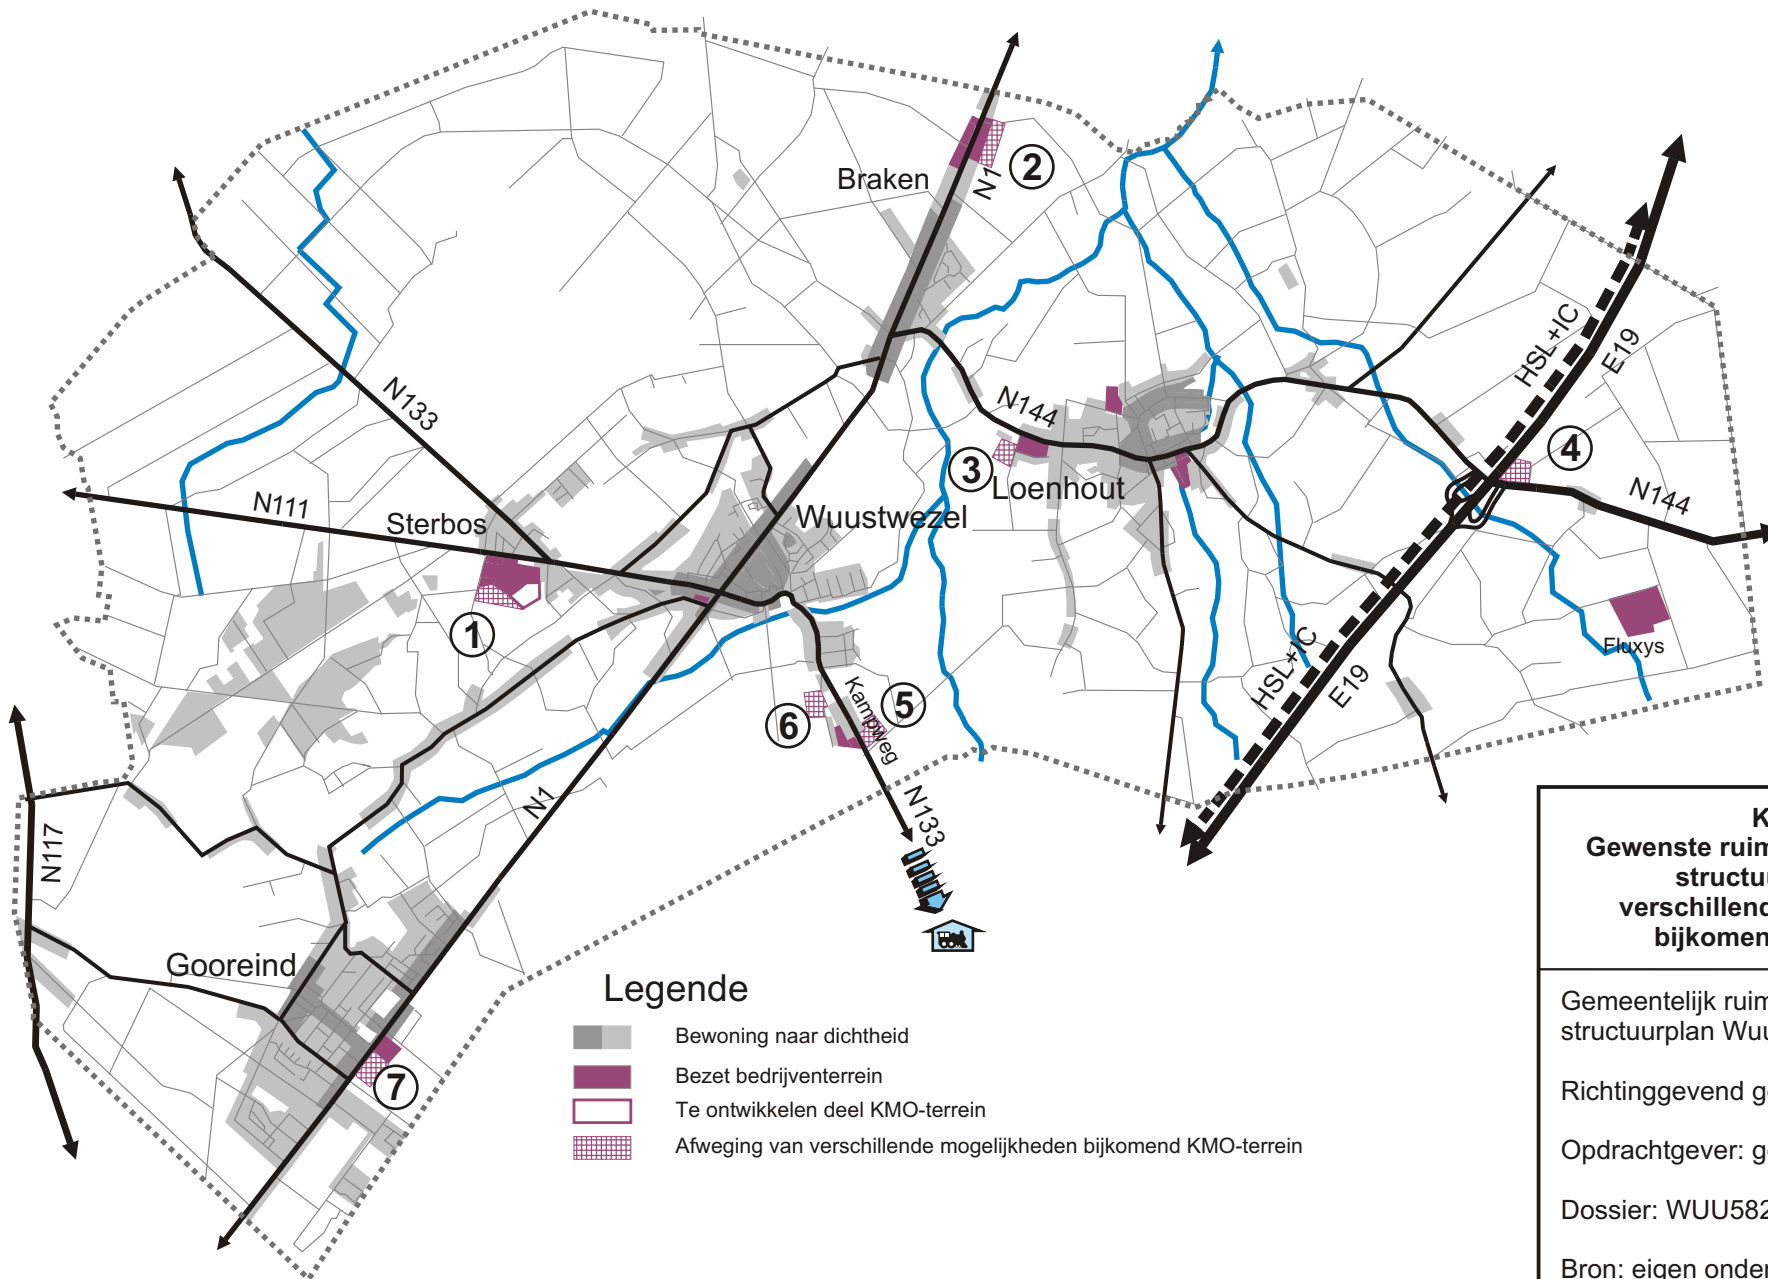 Braken
N1
2
HSL+IC
E19
N133
N144
3
Loenhout
4
N144
N111
Sterbos
Wuustwezel
1
Fluxys
HSL+IC
E19
Kampweg
5
6
N1
N133
N117
Gooreind
7
Legende
Bewoning naar dichtheid
Bezet bedrijventerrein
Te ontwikkelen deel KMO-terrein
Afweging van verschillende mogelijkheden bijkomend KMO-terrein
K
Gewenste ruim
structuu
verschillend
bijkomen
Gemeentelijk ruim
structuurplan Wuu
Richtinggevend ge
Opdrachtgever: ge
Dossier: WUU582
Bron: eigen onder